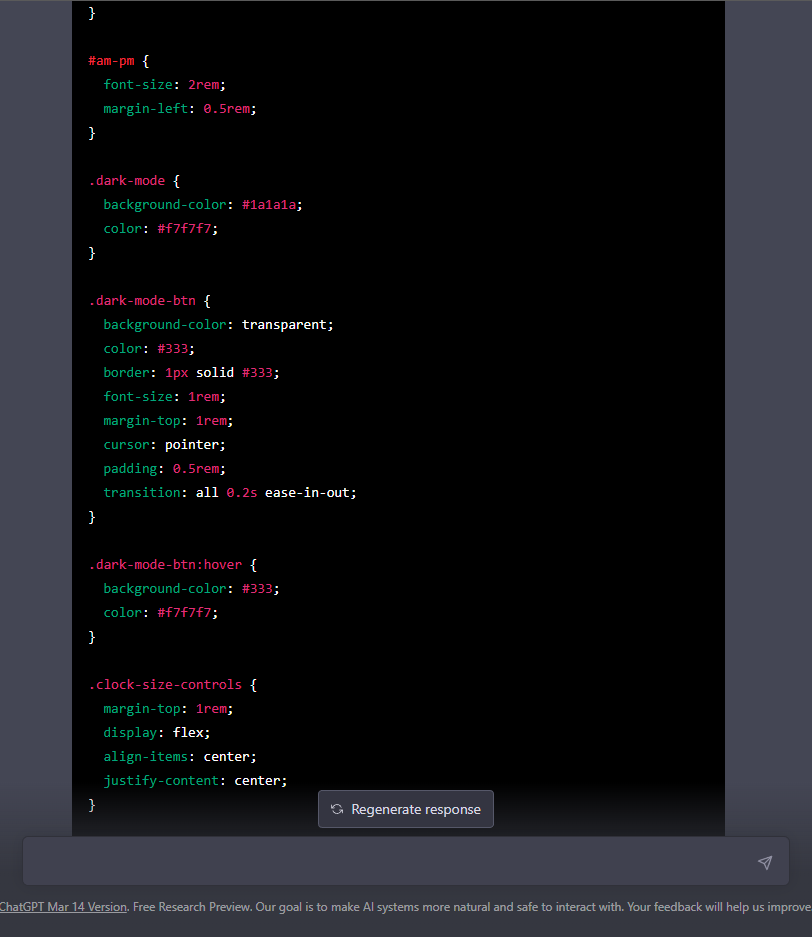 }
#am-pm {
  font-size: 2rem;
  margin-left: 0.5rem;
}
.dark-mode {
  background-color: #1a1a1a;
  color: #f7f7f7;
}
.dark-mode-btn {
  background-color: transparent;
  color: #333;
  border: 1px solid #333;
  font-size: 1rem;
  margin-top: 1rem;
  cursor: pointer;
  padding: 0.5rem;
  transition: all 0.2s ease-in-out;
}
.dark-mode-btn:hover {
  background-color: #333;
  color: #f7f7f7;
}
.clock-size-controls {
  margin-top: 1rem;
  display: flex;
  align-items: center;
  justify-content: center;
}
Regenerate response
ChatGPT Mar 14 Version. Free Research Preview. Our goal is to make AI systems more natural and safe to interact with. Your feedback will help us improve